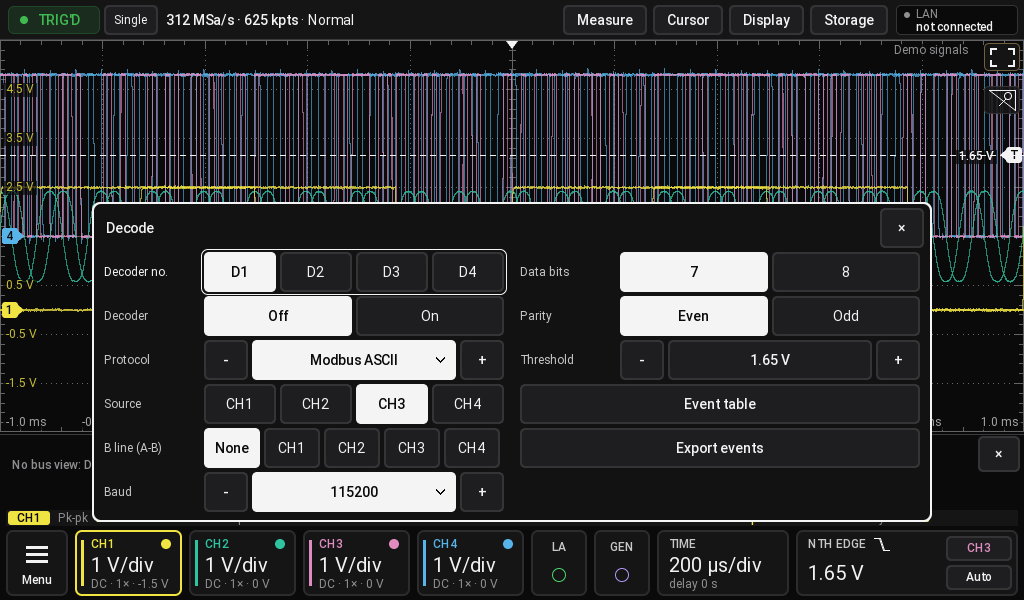 TRIG'D Single 312 MSa/s · 625 kpts · Normal Measure Cursor Display Storage LAN not connected
Demo signals
4.5 V
3.5 V
1.65 V T
2.5 V
4
0.5 V
1
-0.5 V
-1.5 V
-1.0 ms
1.0 ms
Decode ×
Decoder no. D1 D2 D3 D4
Decoder Off On
Protocol - Modbus ASCII +
Source CH1 CH2 CH3 CH4
B line (A-B) None CH1 CH2 CH3 CH4
Baud - 115200 +
Data bits 7 8
Parity Even Odd
Threshold - 1.65 V +
Event table
Export events
No bus view: D
×
CH1 Pk-pk
Menu
CH1
1 V/div
DC · 1× · -1.5 V
CH2
1 V/div
DC · 1× · 0 V
CH3
1 V/div
DC · 1× · 0 V
CH4
1 V/div
DC · 1× · 0 V
LA
GEN
TIME
200 µs/div
delay 0 s
NTH EDGE
1.65 V
CH3
Auto